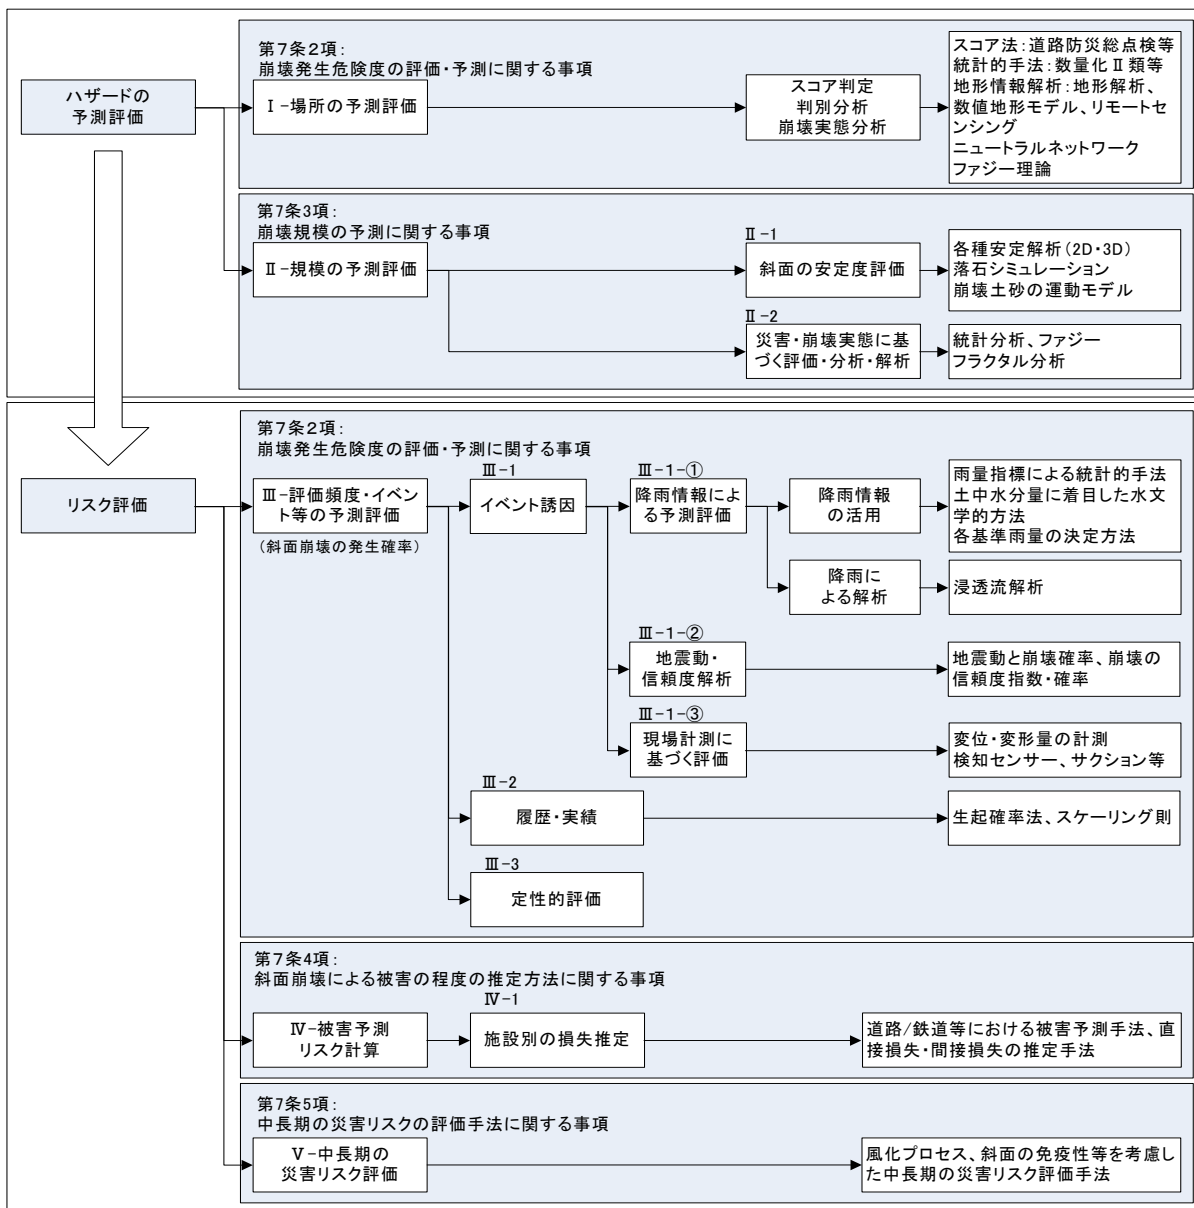 ハザードの
予測評価
第7条2項:
崩壊発生危険度の評価・予測に関する事項
Ⅰ-場所の予測評価
スコア判定
判別分析
崩壊実態分析
スコア法:道路防災総点検等
統計的手法:数量化Ⅱ類等
地形情報解析:地形解析、
数値地形モデル、リモートセ
ンシング
ニュートラルネットワーク
ファジー理論
第7条3項:
崩壊規模の予測に関する事項
Ⅱ-規模の予測評価
Ⅱ-1
斜面の安定度評価
各種安定解析(2D・3D)
落石シミュレーション
崩壊土砂の運動モデル
Ⅱ-2
災害・崩壊実態に基
づく評価・分析・解析
統計分析、ファジー
フラクタル分析
リスク評価
第7条2項:
崩壊発生危険度の評価・予測に関する事項
Ⅲ-評価頻度・イベン
ト等の予測評価
(斜面崩壊の発生確率)
Ⅲ-1
イベント誘因
Ⅲ-1-①
降雨情報によ
る予測評価
降雨情報
の活用
雨量指標による統計的手法
土中水分量に着目した水文
学的方法
各基準雨量の決定方法
降雨に
よる解析
浸透流解析
Ⅲ-1-②
地震動・
信頼度解析
地震動と崩壊確率、崩壊の
信頼度指数・確率
Ⅲ-1-③
現場計測に
基づく評価
変位・変形量の計測
検知センサー、サクション等
Ⅲ-2
履歴・実績
生起確率法、スケーリング則
Ⅲ-3
定性的評価
第7条4項:
斜面崩壊による被害の程度の推定方法に関する事項
Ⅳ-被害予測
リスク計算
Ⅳ-1
施設別の損失推定
道路/鉄道等における被害予測手法、直
接損失・間接損失の推定手法
第7条5項:
中長期の災害リスクの評価手法に関する事項
Ⅴ-中長期の
災害リスク評価
風化プロセス、斜面の免疫性等を考慮し
た中長期の災害リスク評価手法